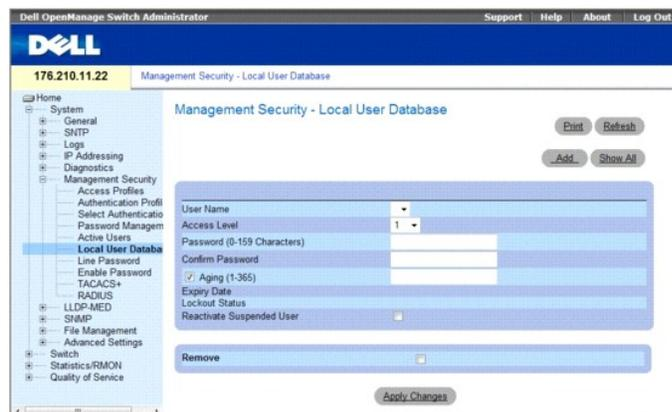 Dell OpenManage Switch Administrator Support Help About Log Out
DELL
176.210.11.22 Management Security - Local User Database
Home
System
General
SNTP
Logs
IP Addressing
Diagnostics
Management Security
Access Profiles
Authentication Profil
Select Authenticatio
Password Managem
Active Users
Local User Databa
Line Password
Enable Password
TACACS+
RADIUS
LLDP-MED
SNMP
File Management
Advanced Settings
Switch
Statistics/RMON
Quality of Service
Management Security - Local User Database
Print Refresh
Add Show All
User Name
Access Level 1
Password (0-159 Characters)
Confirm Password
Aging (1-365)
Expiry Date
Lockout Status
Reactivate Suspended User
Remove
Apply Changes